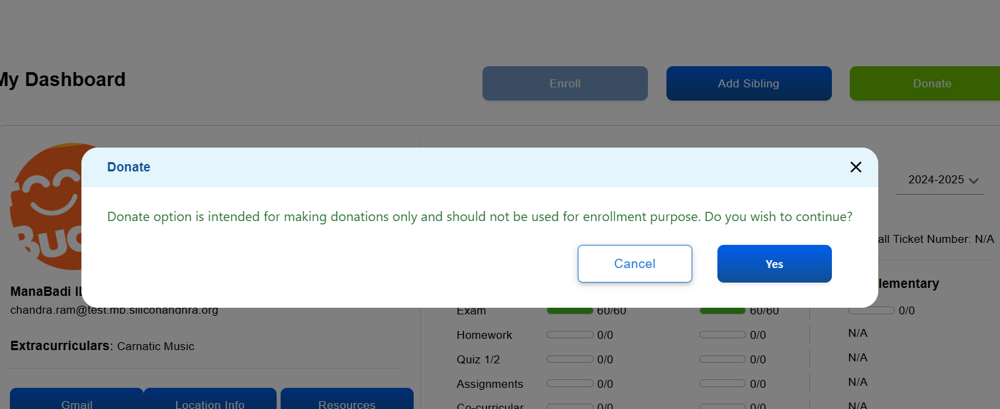 My Dashboard
Enroll
Add Sibling
Donate
Donate
2024-2025
Donate option is intended for making donations only and should not be used for enrollment purpose. Do you wish to continue?
Ticket Number: N/A
Cancel
Yes
ManaBadi
chandra.ram@test.mb.siliconandhra.org
Extracurriculars: Carnatic Music
Gmail
Location Info
Resources
Exam 60/60 60/60 0/0
Homework 0/0 0/0 N/A
Quiz 1/2 0/0 0/0 N/A
Assignments 0/0 0/0 N/A
Co-curricular 0/0 0/0 N/A